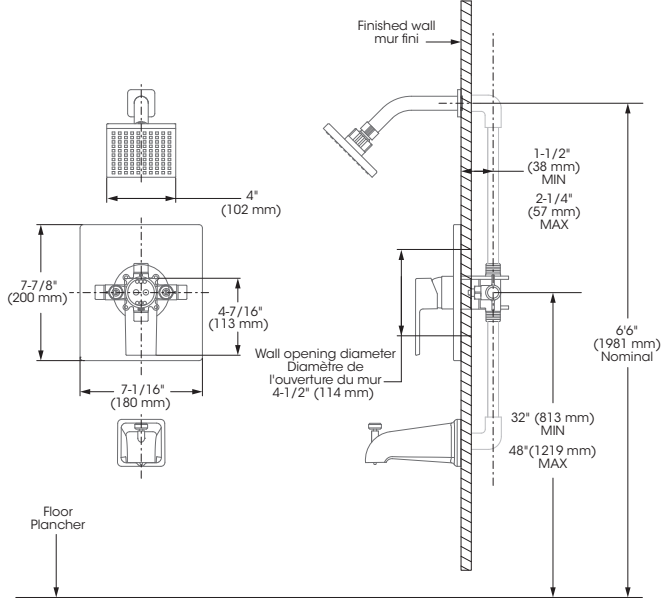 Finished wall
mur fini
1-1/2"
(38 mm)
MIN
2-1/4"
(57 mm)
MAX
4"
(102 mm)
7-7/8"
(200 mm)
4-7/16"
(113 mm)
6'6"
(1981 mm)
Nominal
Wall opening diameter
Diamètre de
l'ouverture du mur
4-1/2" (114 mm)
7-1/16"
(180 mm)
32" (813 mm)
MIN
48"(1219 mm)
MAX
Floor
Plancher